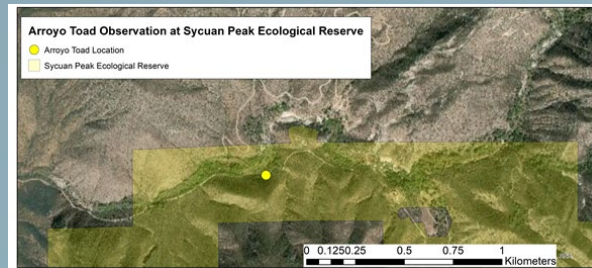 Arroyo Toad Observation at Sycuan Peak Ecological Reserve
Arroyo Toad Location
Sycuan Peak Ecological Reserve
0 0.1250.25 0.5 0.75 1
Kilometers